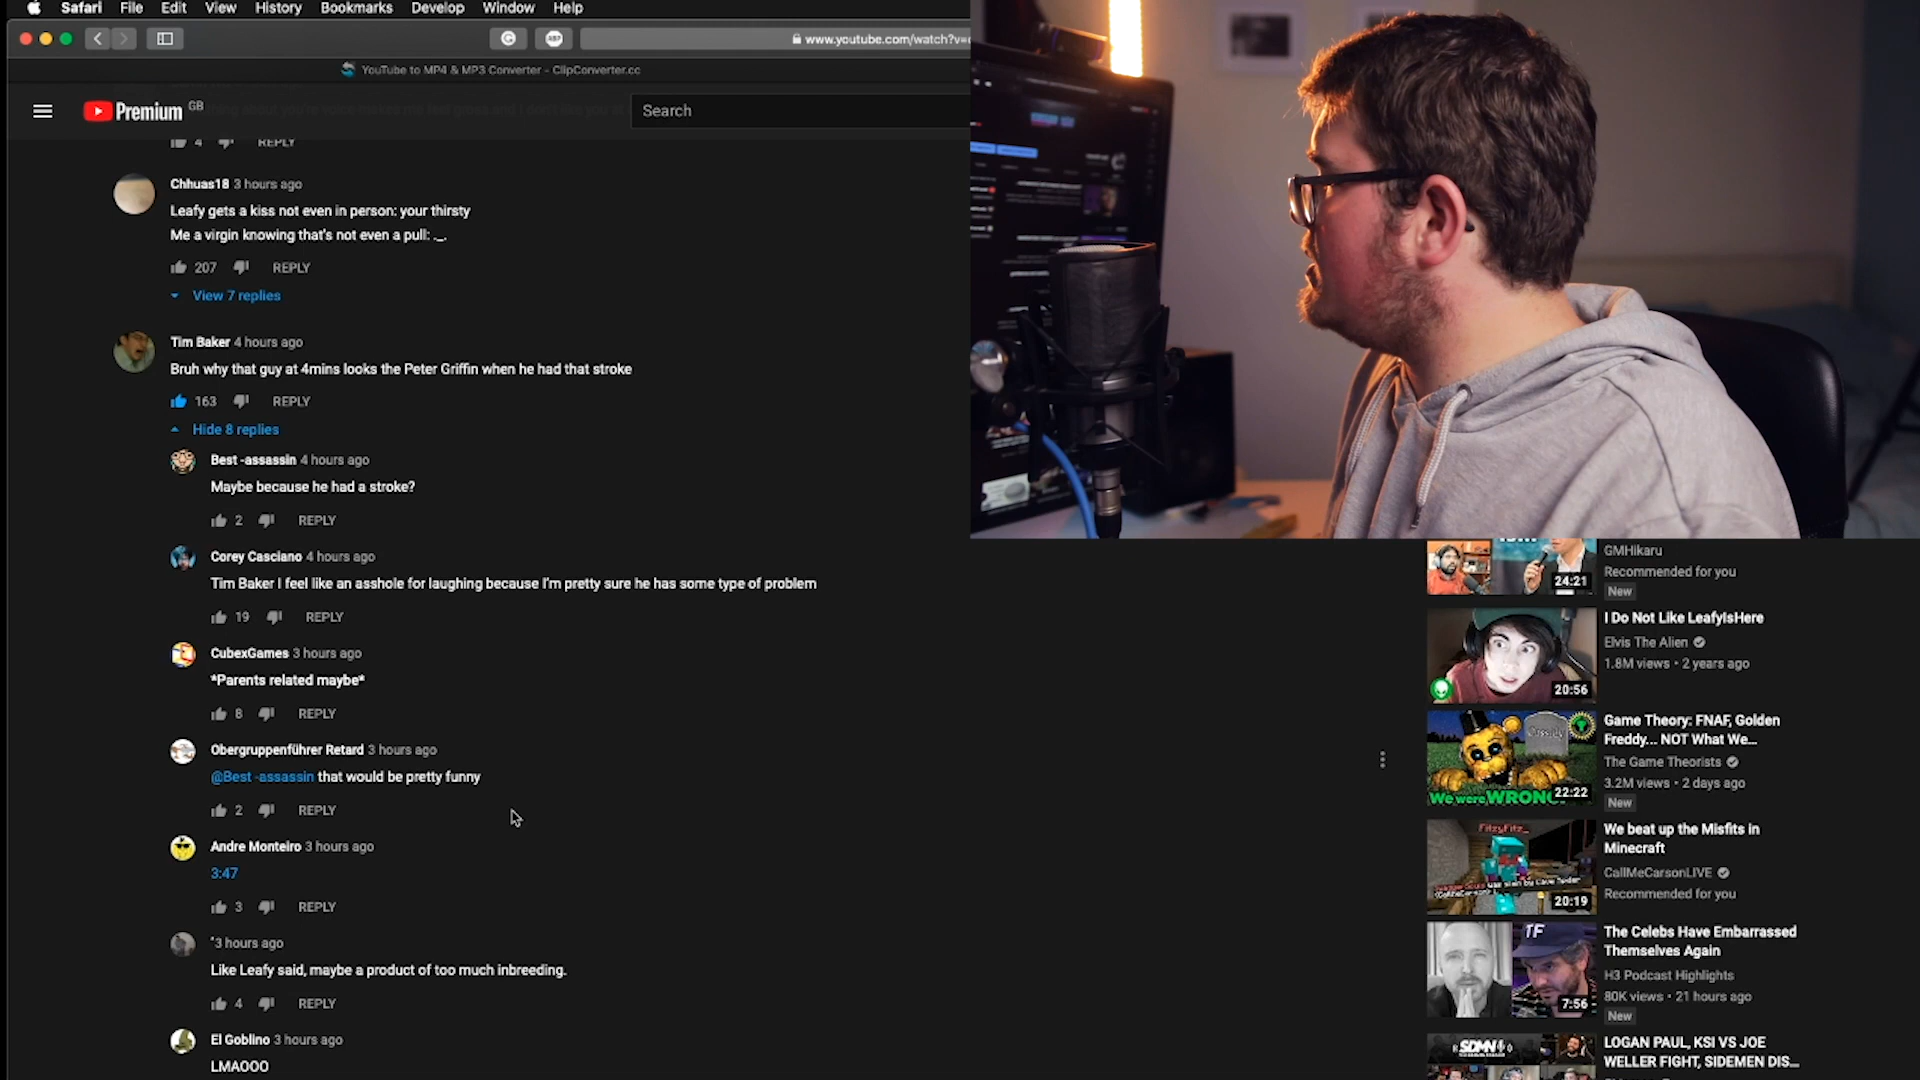 Safari File Edit View History Bookmarks Develop Window Help
www.youtube.com/watch?v=
YouTube to MP4 & MP3 Converter - ClipConverter.cc
Premium GB
Search
4 REPLY
Chhuas18 3 hours ago
Leafy gets a kiss not even in person: your thirsty
Me a virgin knowing that's not even a pull: ._.
207 REPLY
View 7 replies
Tim Baker 4 hours ago
Bruh why that guy at 4mins looks the Peter Griffin when he had that stroke
163 REPLY
Hide 8 replies
Best -assassin 4 hours ago
Maybe because he had a stroke?
2 REPLY
Corey Casciano 4 hours ago
Tim Baker I feel like an asshole for laughing because I'm pretty sure he has some type of problem
19 REPLY
CubexGames 3 hours ago
*Parents related maybe*
8 REPLY
Obergruppenführer Retard 3 hours ago
@Best -assassin that would be pretty funny
2 REPLY
Andre Monteiro 3 hours ago
3:47
3 REPLY
3 hours ago
Like Leafy said, maybe a product of too much inbreeding.
4 REPLY
El Goblino 3 hours ago
LMAOOO
GMHikaru
Recommended for you
New
24:21
I Do Not Like LeafyIsHere
Elvis The Alien
1.8M views • 2 years ago
20:56
Game Theory: FNAF, Golden
Freddy... NOT What We...
The Game Theorists
3.2M views • 2 days ago
New
Cassidy
We were WRONG!
22:22
We beat up the Misfits in
Minecraft
CallMeCarsonLIVE
Recommended for you
FitzyFitz_
20:19
The Celebs Have Embarrassed
Themselves Again
H3 Podcast Highlights
80K views • 21 hours ago
New
7:56
LOGAN PAUL, KSI VS JOE
WELLER FIGHT, SIDEMEN DIS...
SDMN